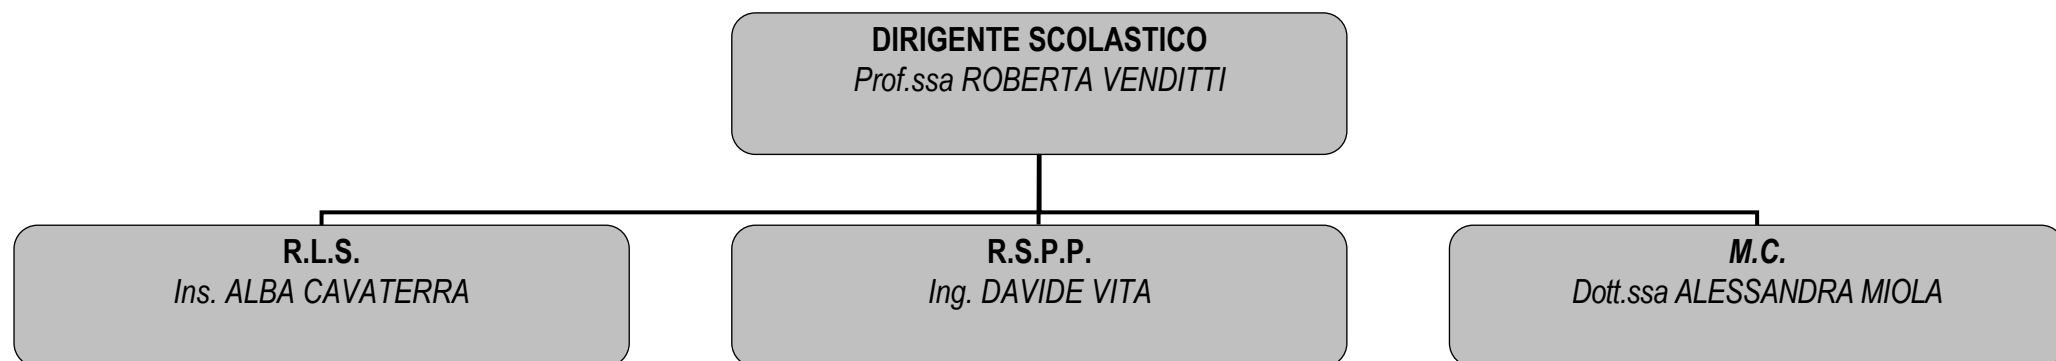 DIRIGENTE SCOLASTICO
Prof.ssa ROBERTA VENDITTI
R.L.S.
Ins. ALBA CAVATERRA
R.S.P.P.
Ing. DAVIDE VITA
M.C.
Dott.ssa ALESSANDRA MIOLA